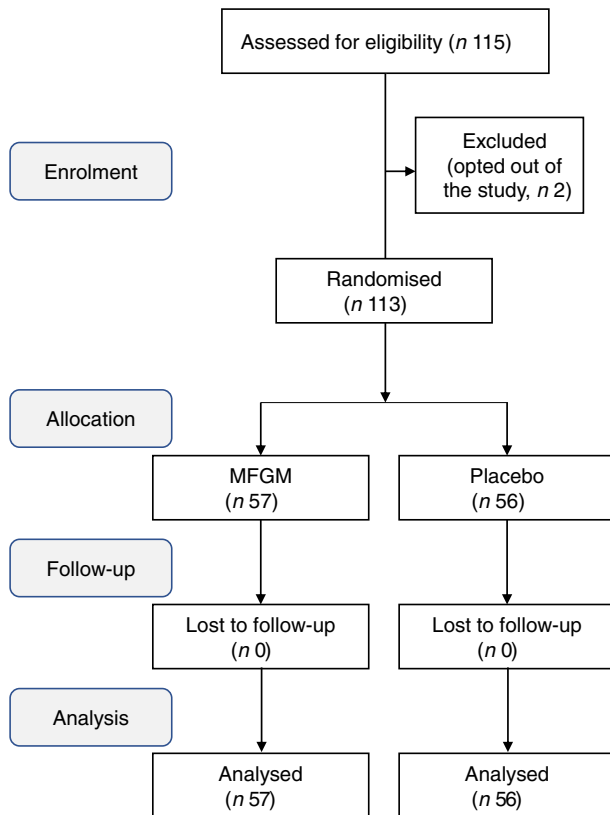 Assessed for eligibility (n 115)
Enrolment
Excluded
(opted out of
the study, n 2)
Randomised
(n 113)
Allocation
MFGM
(n 57)
Placebo
(n 56)
Follow-up
Lost to follow-up
(n 0)
Lost to follow-up
(n 0)
Analysis
Analysed
(n 57)
Analysed
(n 56)